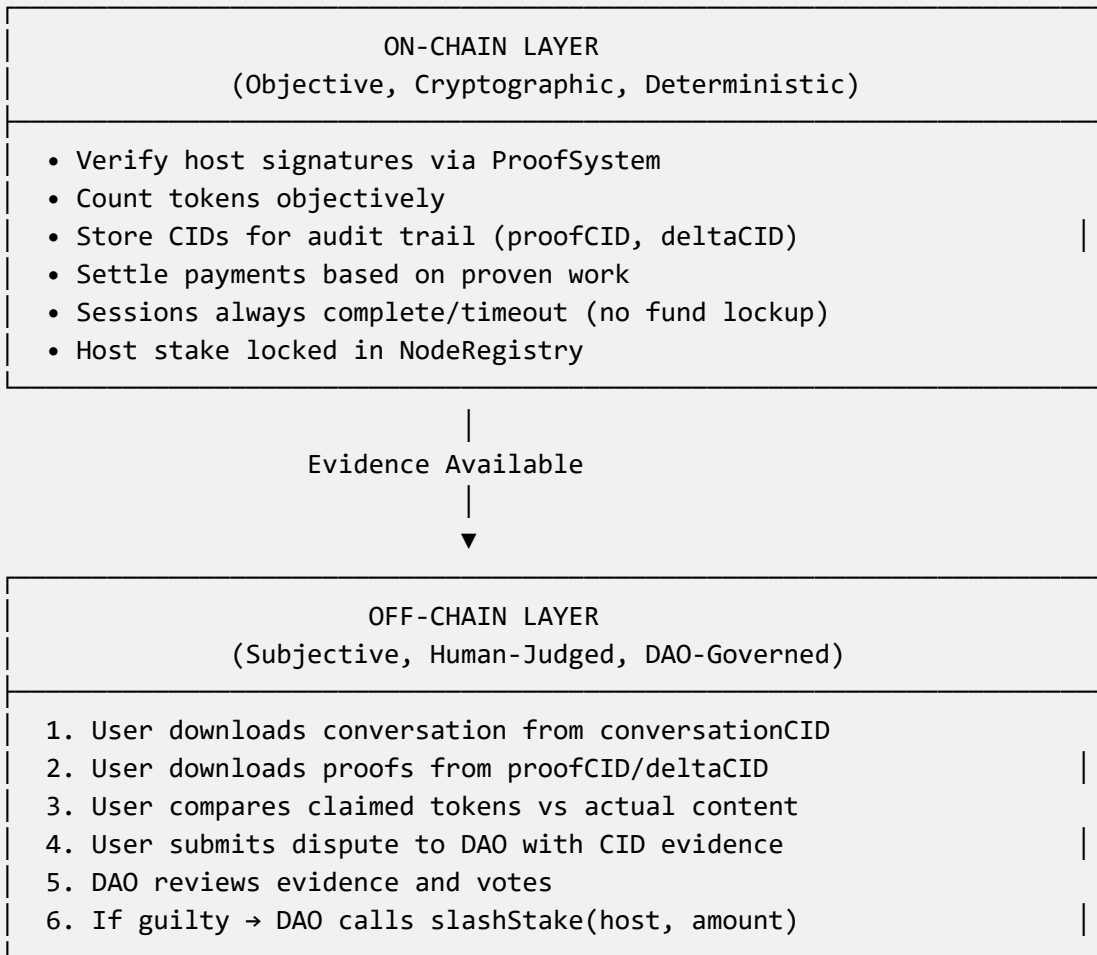 ON-CHAIN LAYER
(Objective, Cryptographic, Deterministic)
• Verify host signatures via ProofSystem
• Count tokens objectively
• Store CIDs for audit trail (proofCID, deltaCID)
• Settle payments based on proven work
• Sessions always complete/timeout (no fund lockup)
• Host stake locked in NodeRegistry
Evidence Available
OFF-CHAIN LAYER
(Subjective, Human-Judged, DAO-Governed)
1. User downloads conversation from conversationCID
2. User downloads proofs from proofCID/deltaCID
3. User compares claimed tokens vs actual content
4. User submits dispute to DAO with CID evidence
5. DAO reviews evidence and votes
6. If guilty → DAO calls slashStake(host, amount)